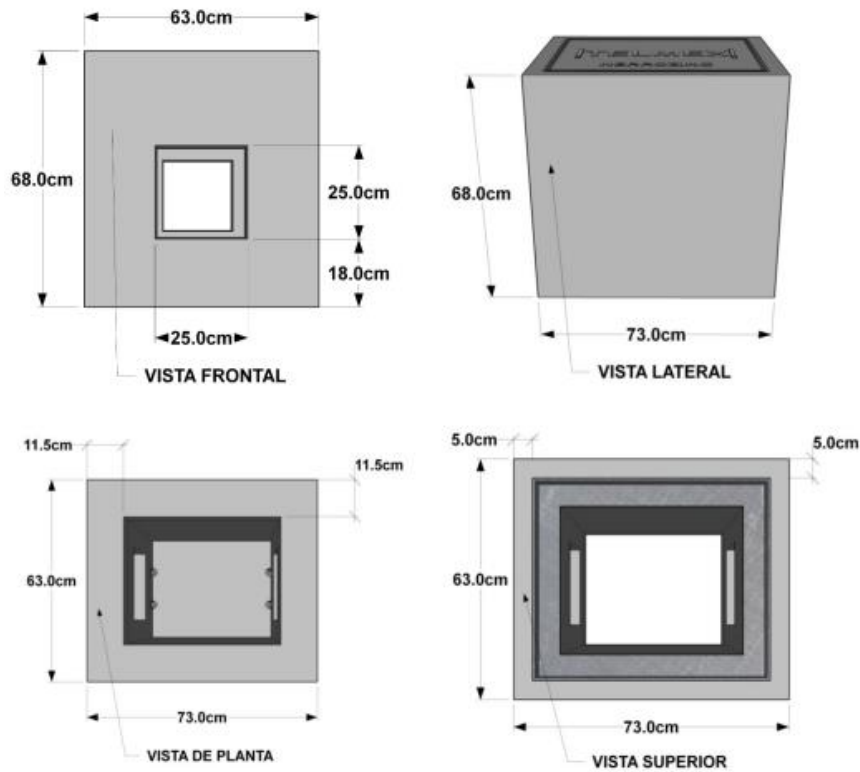 63.0cm
68.0cm
25.0cm
18.0cm
25.0cm
VISTA FRONTAL
TELMEX
68.0cm
73.0cm
VISTA LATERAL
11.5cm
11.5cm
63.0cm
73.0cm
VISTA DE PLANTA
5.0cm
5.0cm
63.0cm
73.0cm
VISTA SUPERIOR